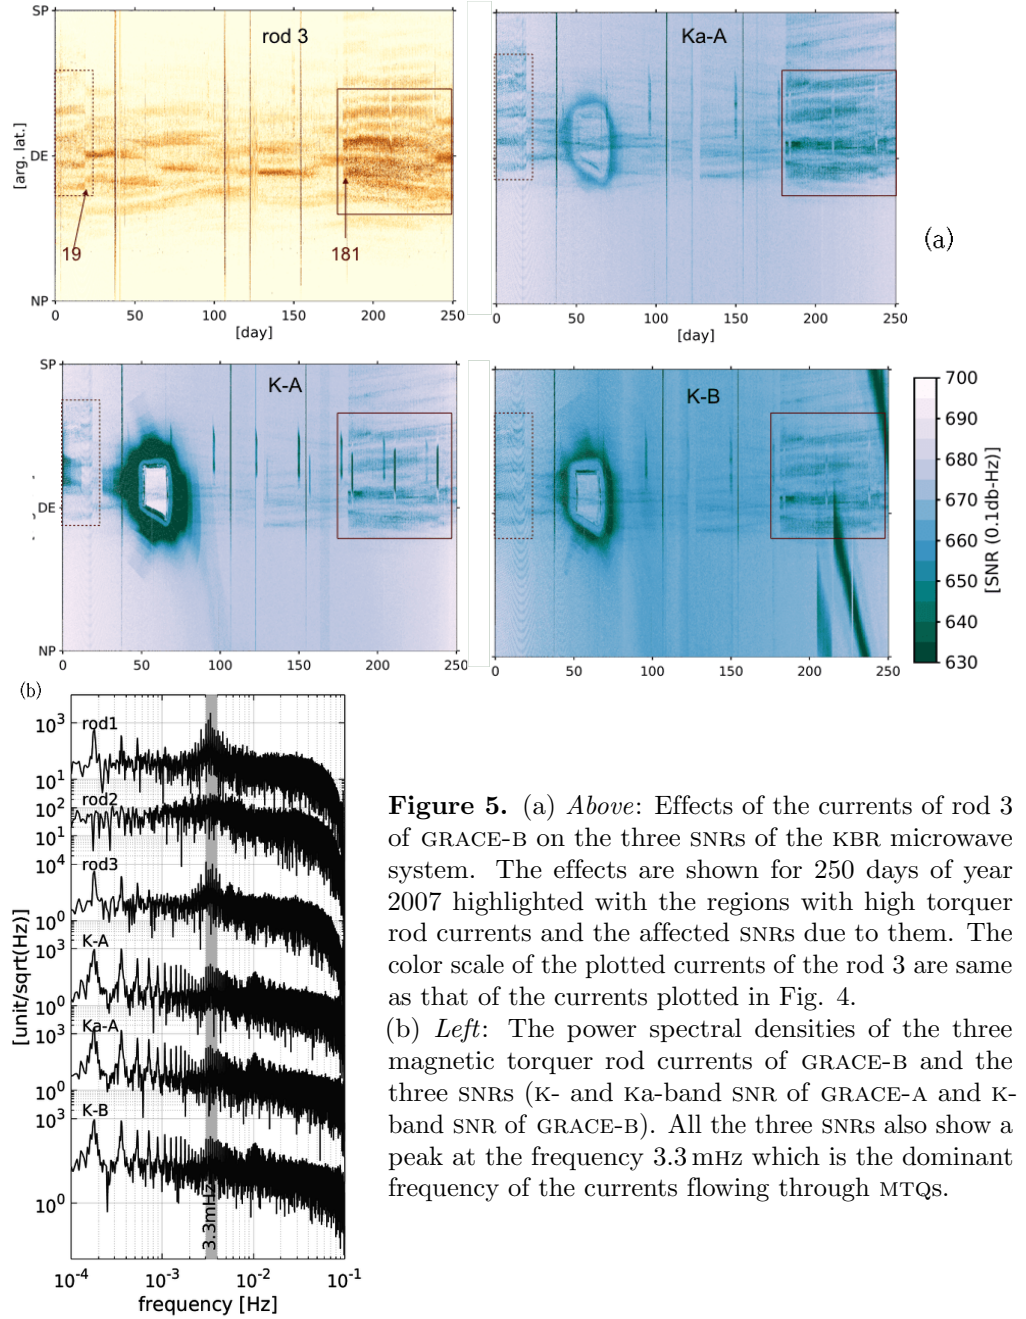 SP
rod 3
[arg. lat.]
DE
19
181
NP
0 50 100 150 200 250
[day]
Ka-A
0 50 100 150 200 250
[day]
(a)
SP
K-A
DE
NP
0 50 100 150 200 250
K-B
0 50 100 150 200 250
700
690
680
670
660
650
640
630
[SNR (0.1db-Hz)]
(b)
10³ rod1
10¹
10² rod2
10¹
10⁴ rod3
10⁰
10³ K-A
10⁰
10³ Ka-A
10⁰
10³ K-B
10⁰
[unit/sqrt(Hz)]
3.3mHz
10⁻⁴ 10⁻³ 10⁻² 10⁻¹
frequency [Hz]
Figure 5. (a) Above: Effects of the currents of rod 3
of GRACE-B on the three SNRs of the KBR microwave
system. The effects are shown for 250 days of year
2007 highlighted with the regions with high torquer
rod currents and the affected SNRs due to them. The
color scale of the plotted currents of the rod 3 are same
as that of the currents plotted in Fig. 4.
(b) Left: The power spectral densities of the three
magnetic torquer rod currents of GRACE-B and the
three SNRs (K- and Ka-band SNR of GRACE-A and K-
band SNR of GRACE-B). All the three SNRs also show a
peak at the frequency 3.3 mHz which is the dominant
frequency of the currents flowing through MTQs.